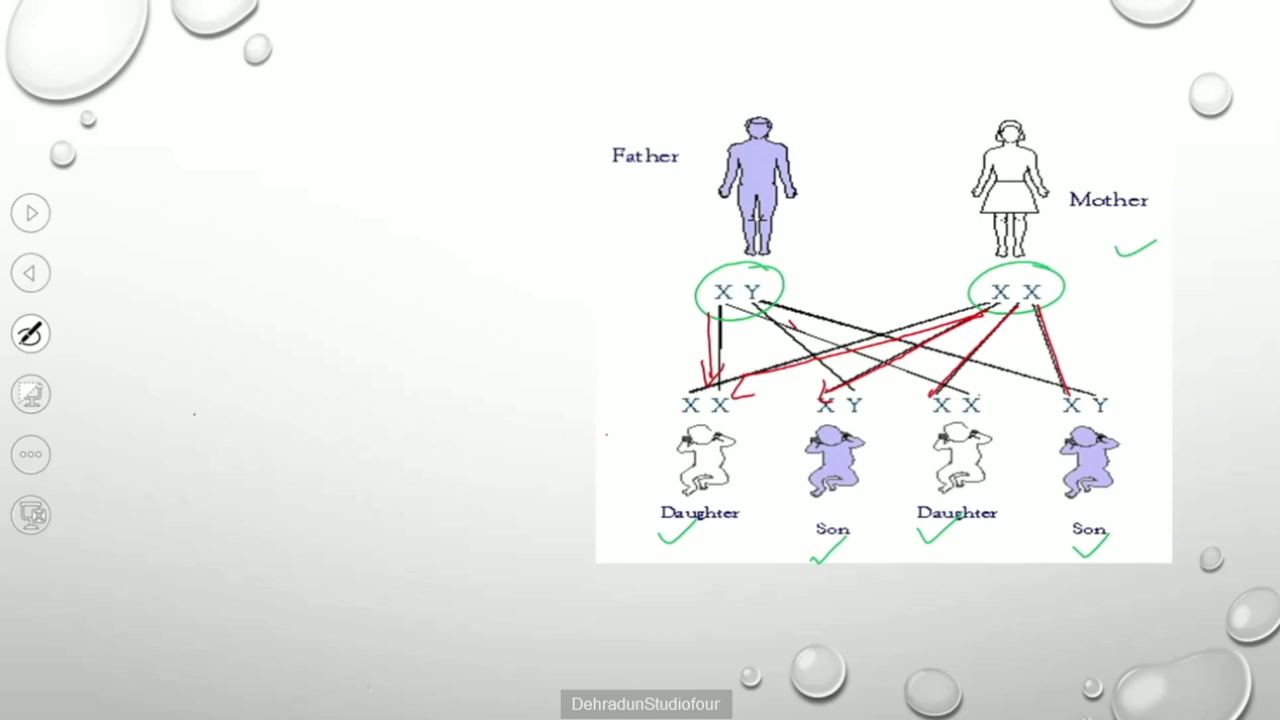 Father
Mother
X Y
X X
X X
X Y
X X
X Y
Daughter
Son
Daughter
Son
DehradunStudiofour